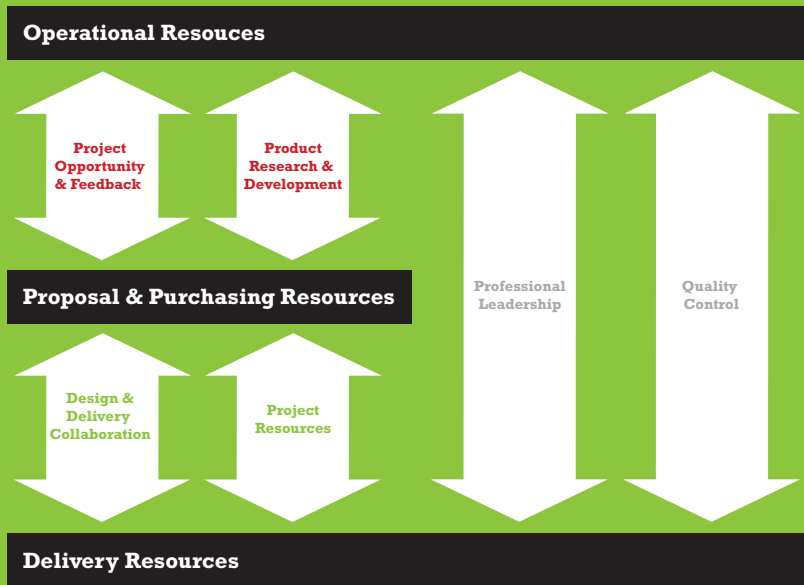 Operational Resouces
Project
Opportunity
& Feedback
Product
Research &
Development
Professional
Leadership
Quality
Control
Proposal & Purchasing Resources
Design &
Delivery
Collaboration
Project
Resources
Delivery Resources